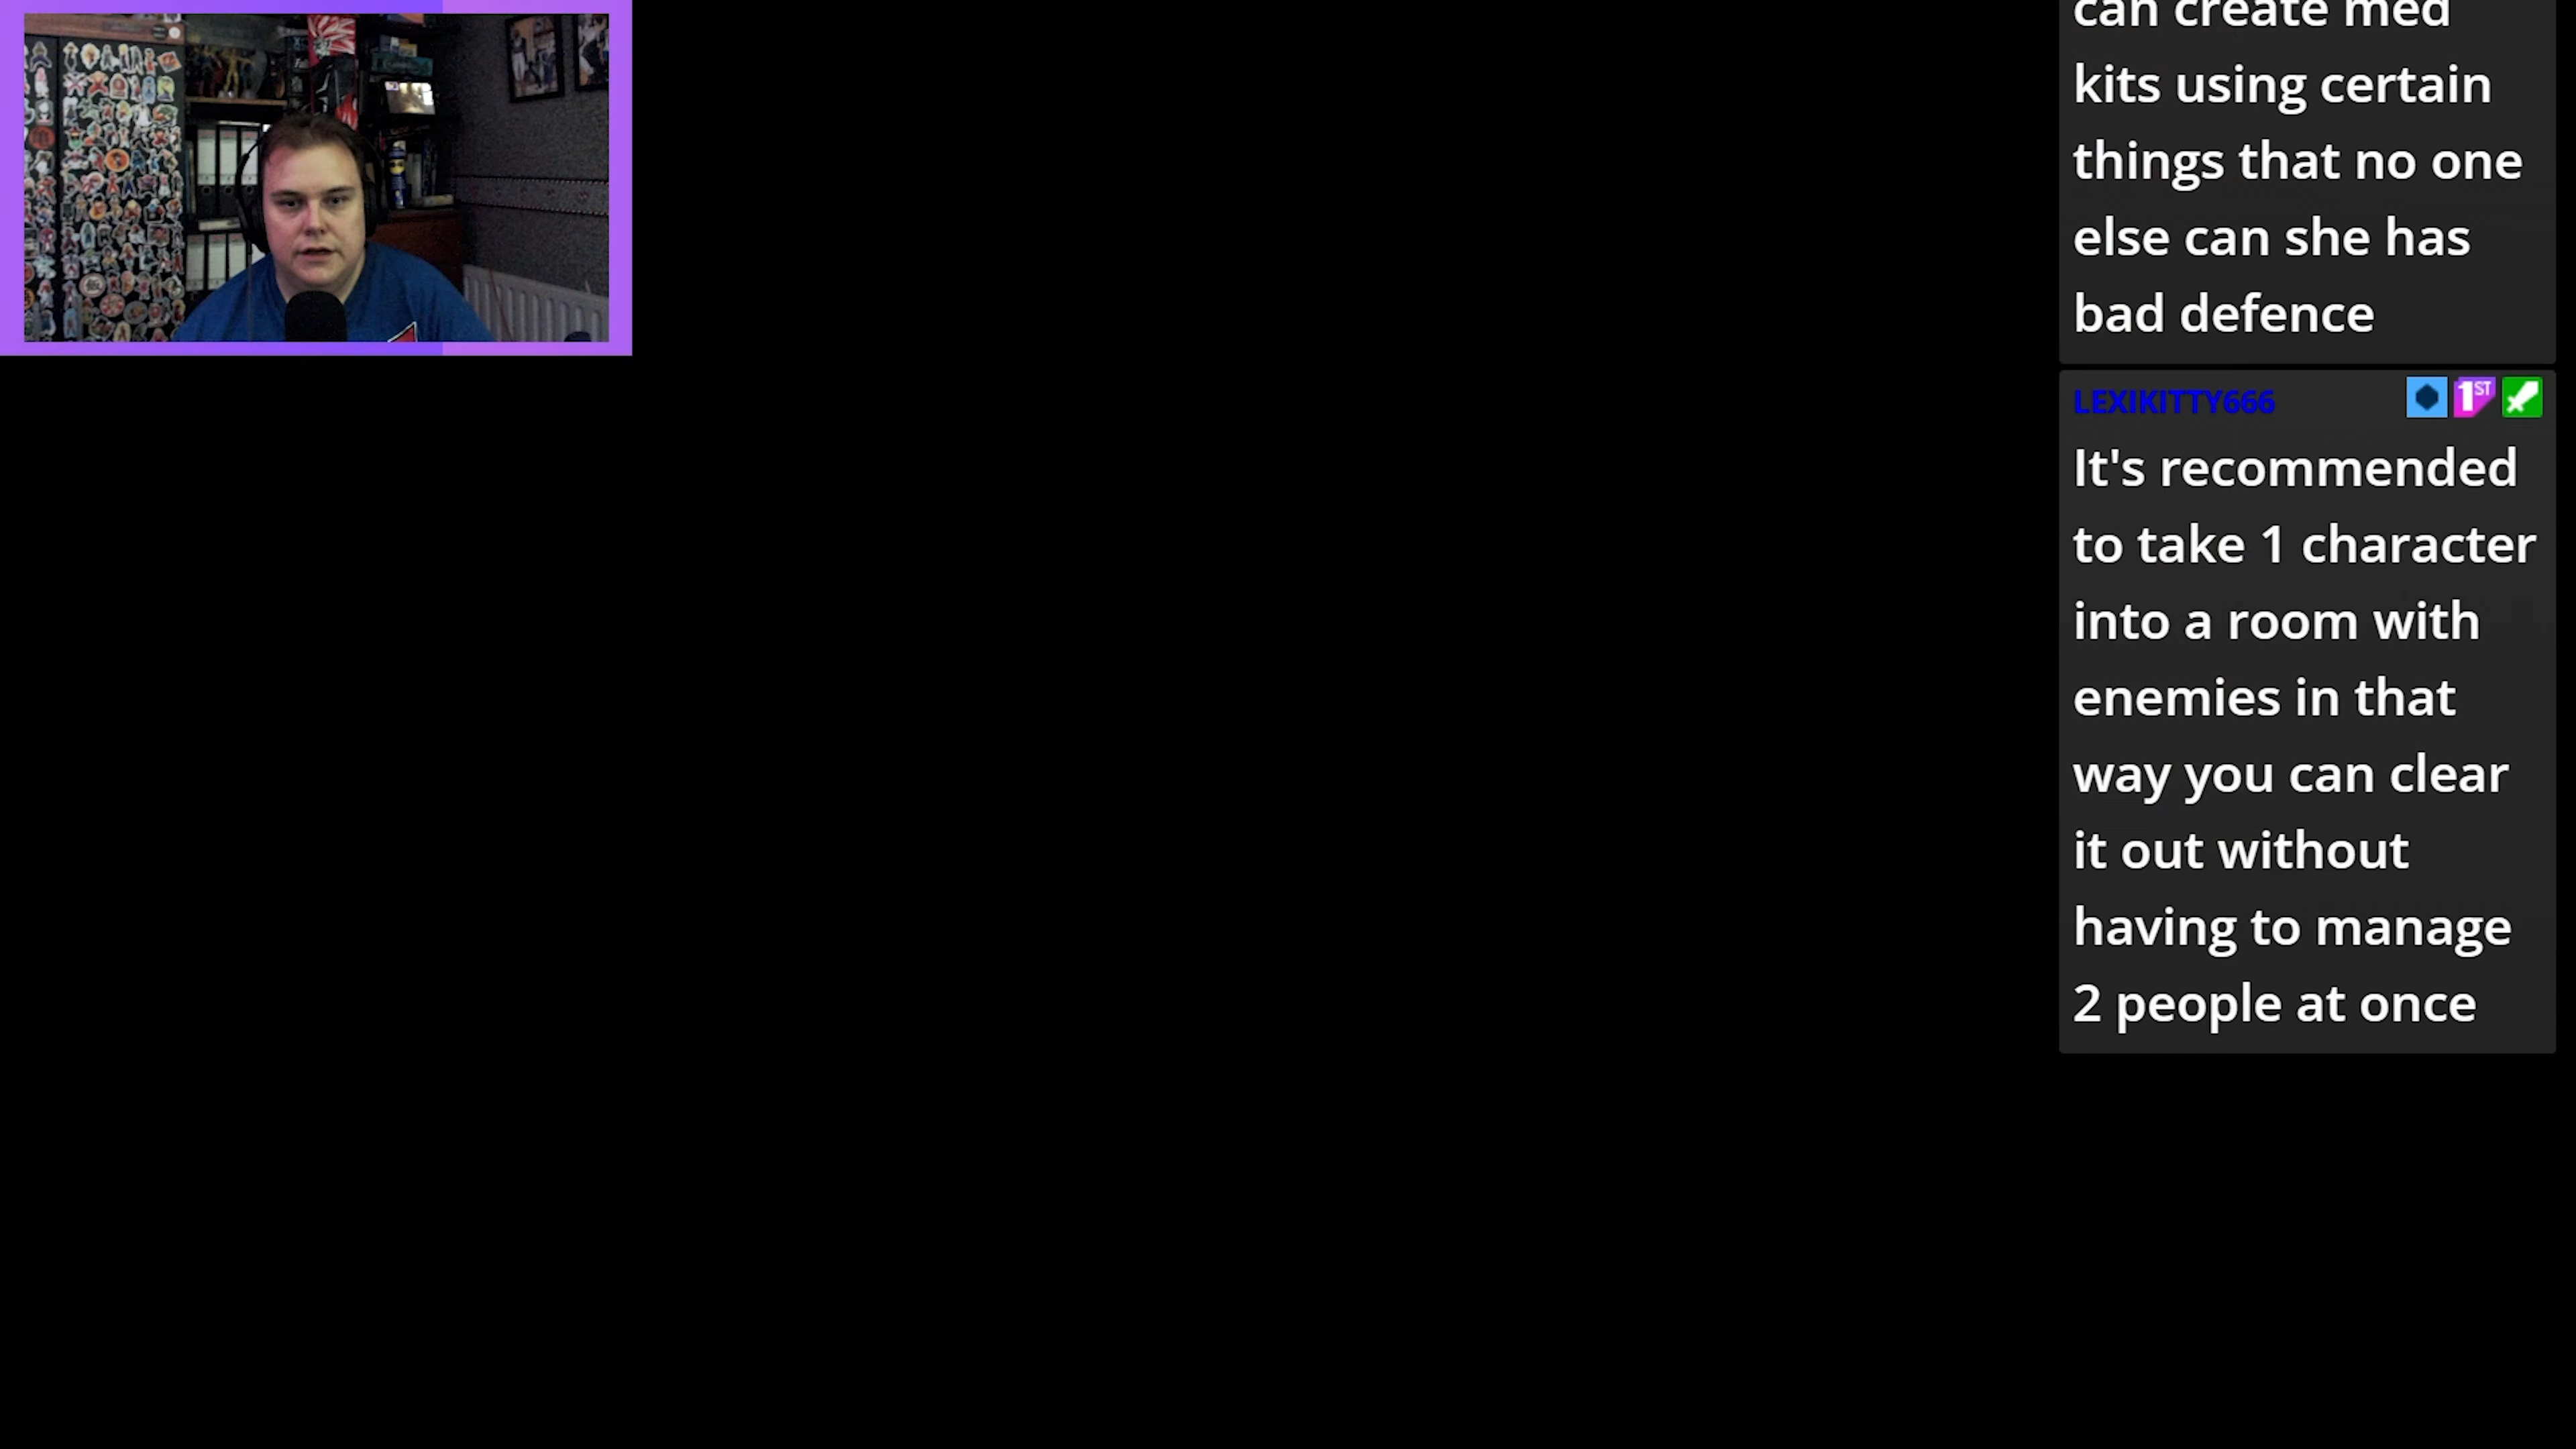 can create med
kits using certain
things that no one
else can she has
bad defence
LEXIKITTY666
1ST
It's recommended
to take 1 character
into a room with
enemies in that
way you can clear
it out without
having to manage
2 people at once